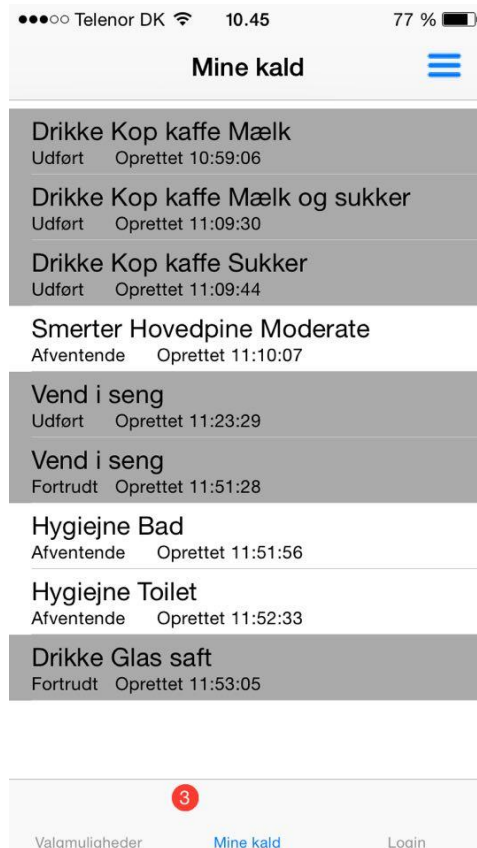 Telenor DK 10.45 77 %
Mine kald
Drikke Kop kaffe Mælk
Udført Oprettet 10:59:06
Drikke Kop kaffe Mælk og sukker
Udført Oprettet 11:09:30
Drikke Kop kaffe Sukker
Udført Oprettet 11:09:44
Smerter Hovedpine Moderate
Afventende Oprettet 11:10:07
Vend i seng
Udført Oprettet 11:23:29
Vend i seng
Fortrudt Oprettet 11:51:28
Hygiejne Bad
Afventende Oprettet 11:51:56
Hygiejne Toilet
Afventende Oprettet 11:52:33
Drikke Glas saft
Fortrudt Oprettet 11:53:05
3
Valgmuligheder Mine kald Login